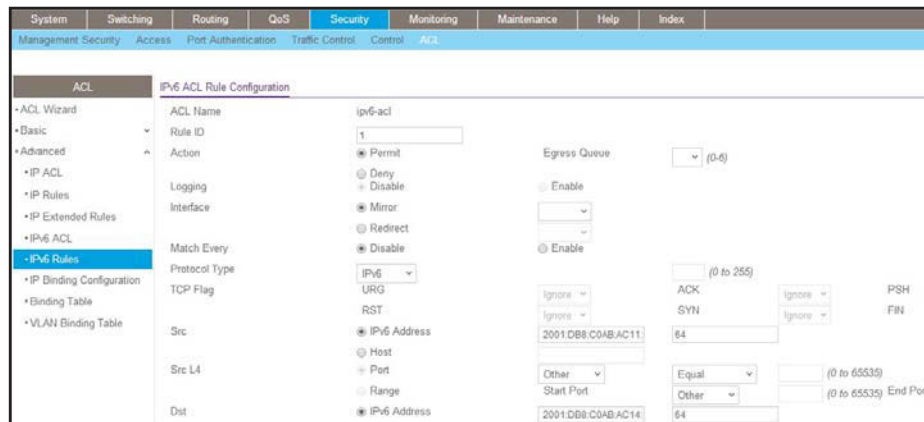 System Switching Routing QoS Security Monitoring Maintenance Help Index
Management Security Access Port Authentication Traffic Control Control ACL
ACL
• ACL Wizard
• Basic
• Advanced
• IP ACL
• IP Rules
• IP Extended Rules
• IPv6 ACL
• IPv6 Rules
• IP Binding Configuration
• Binding Table
• VLAN Binding Table
IPv6 ACL Rule Configuration
ACL Name ipv6-acl
Rule ID 1
Action Permit Egress Queue (0-6)
Deny
Logging Disable Enable
Interface Mirror
Redirect
Match Every Disable Enable
Protocol Type IPv6 (0 to 255)
TCP Flag URG Ignore ACK Ignore PSH
RST Ignore SYN Ignore FIN
Src IPv6 Address 2001:DB8:C0AB:AC11: 64
Host
Src L4 Port Other Equal (0 to 65535)
Range Start Port Other (0 to 65535) End Po
Dst IPv6 Address 2001:DB8:C0AB:AC14: 64